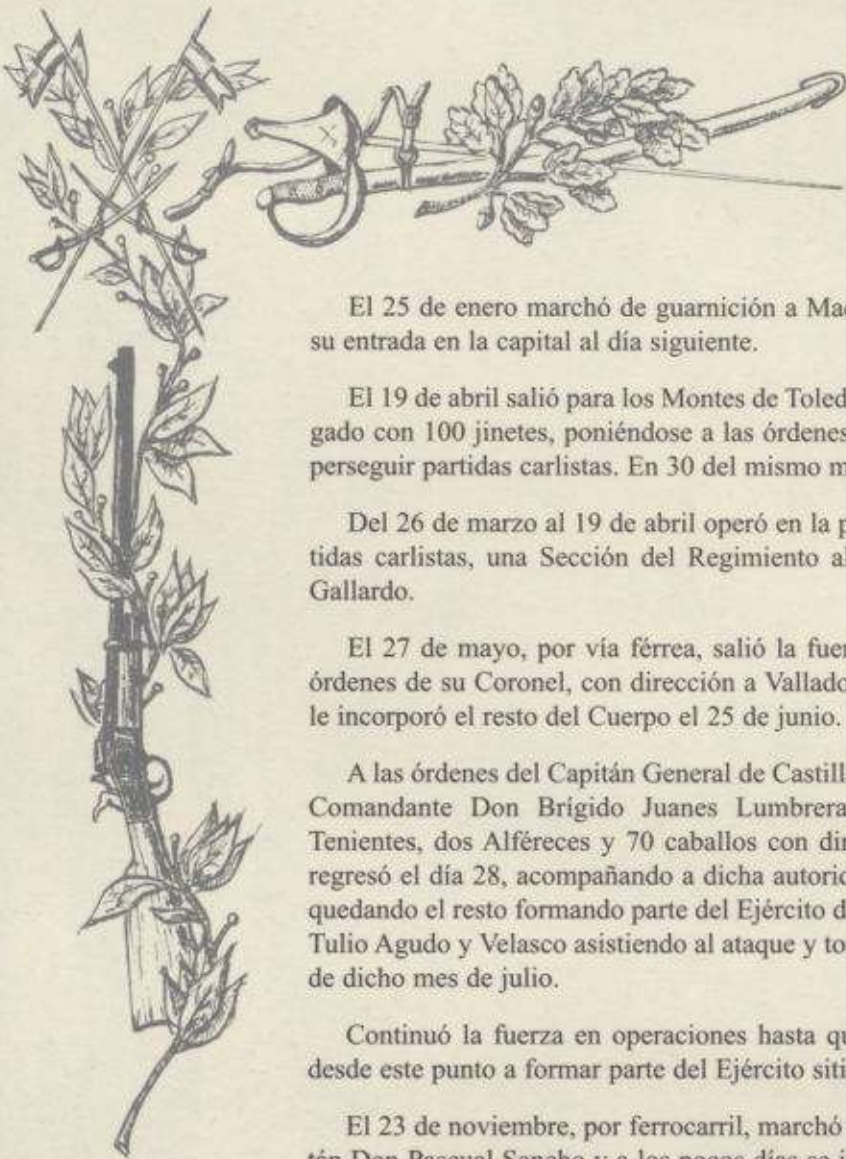 El 25 de enero marchó de guarnición a Mad
su entrada en la capital al día siguiente.
El 19 de abril salió para los Montes de Toled
gado con 100 jinetes, poniéndose a las órdenes
perseguir partidas carlistas. En 30 del mismo m
Del 26 de marzo al 19 de abril operó en la p
tidas carlistas, una Sección del Regimiento al
Gallardo.
El 27 de mayo, por vía férrea, salió la fuer
órdenes de su Coronel, con dirección a Vallado
le incorporó el resto del Cuerpo el 25 de junio.
A las órdenes del Capitán General de Castill
Comandante Don Brígido Juanes Lumbrera
Tenientes, dos Alféreces y 70 caballos con dir
regresó el día 28, acompañando a dicha autorid
quedando el resto formando parte del Ejército d
Tulio Agudo y Velasco asistiendo al ataque y to
de dicho mes de julio.
Continuó la fuerza en operaciones hasta qu
desde este punto a formar parte del Ejército siti
El 23 de noviembre, por ferrocarril, marchó
tán Don Pascual Sancho y a los pocos días se i